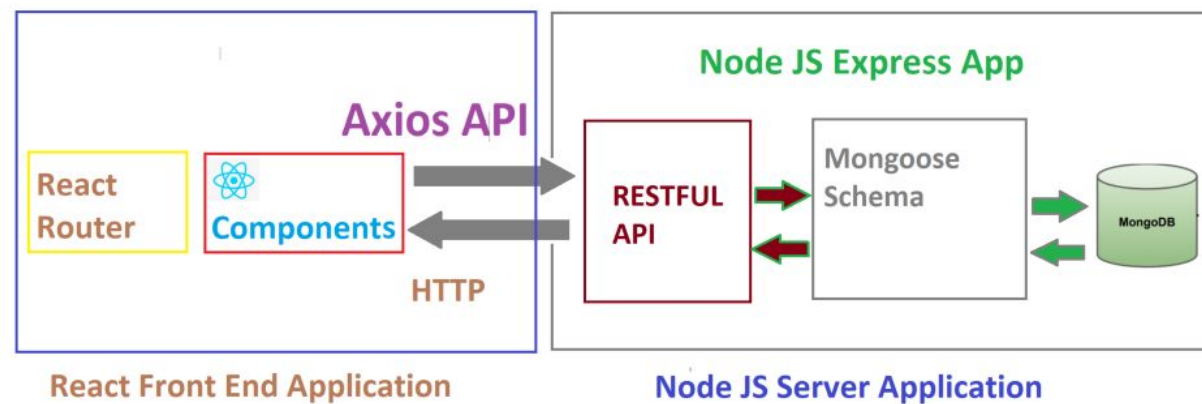 Node JS Express App
Axios API
React
Router
Components
HTTP
RESTFUL
API
Mongoose
Schema
MongoDB
React Front End Application
Node JS Server Application